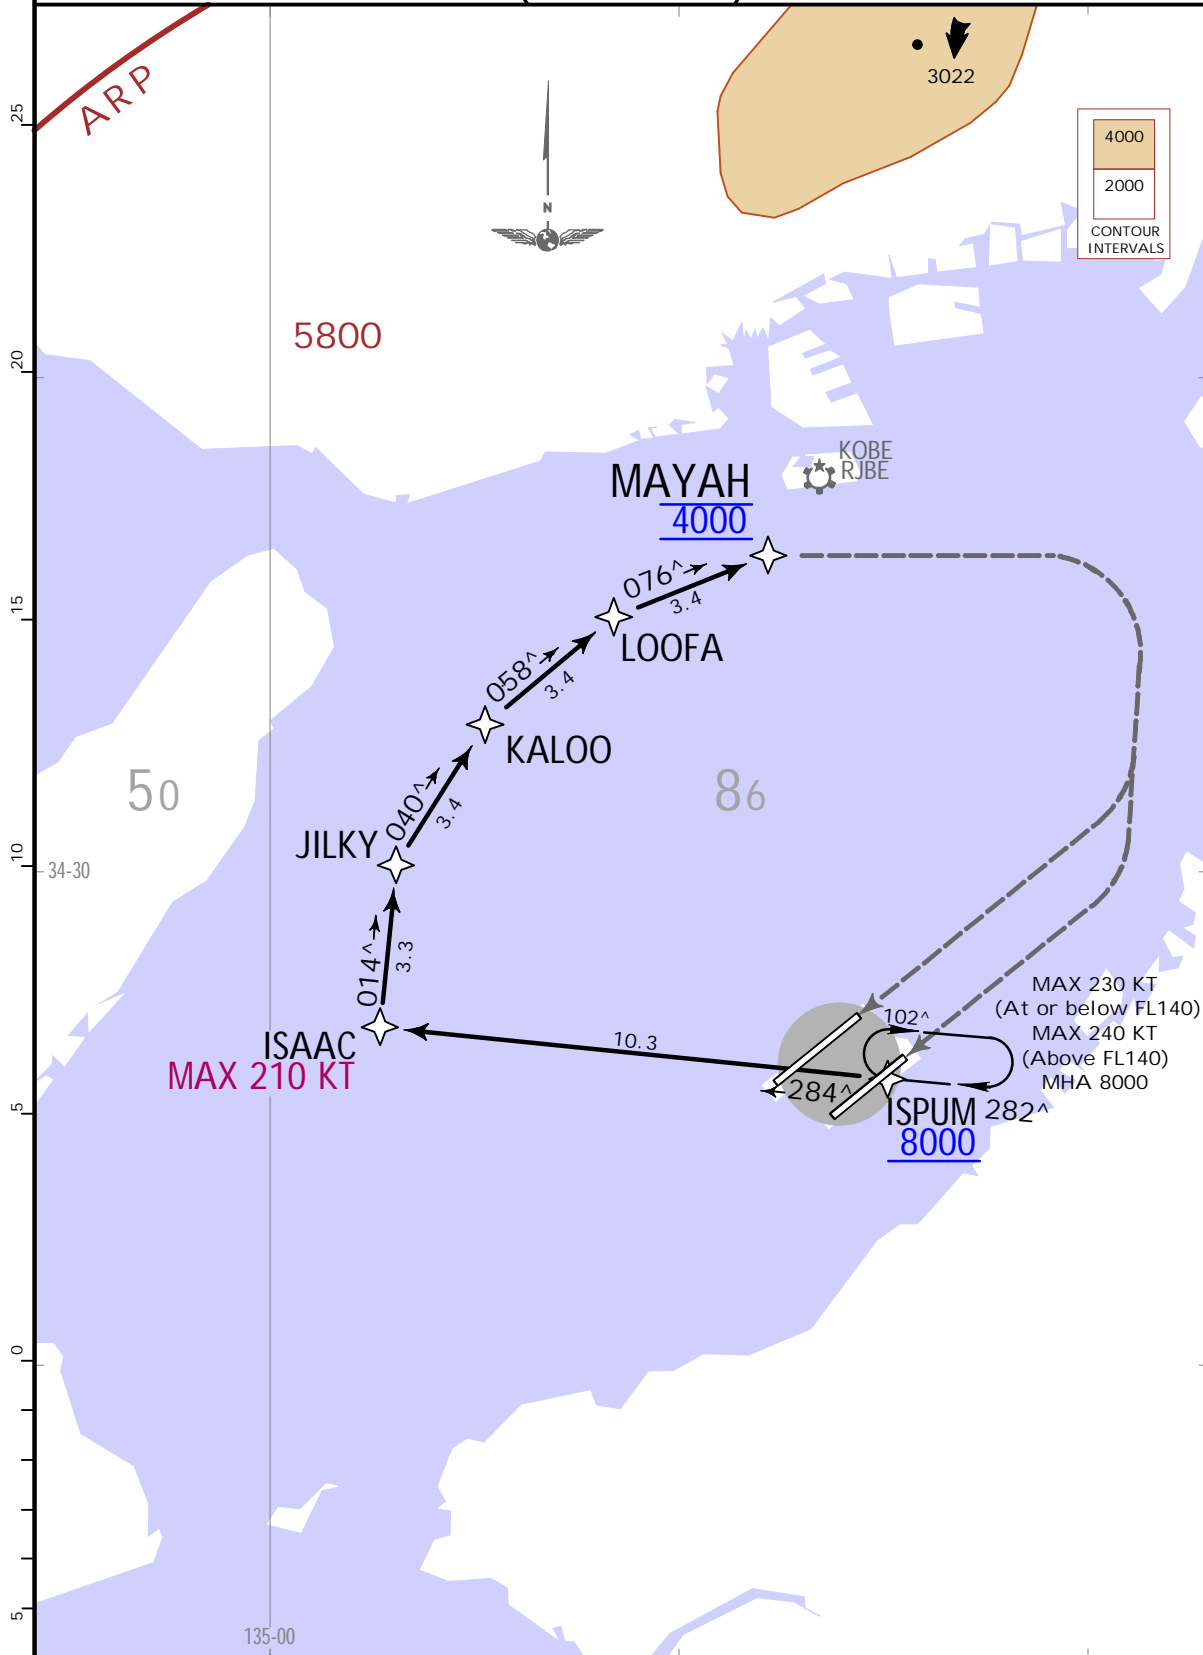 ARP
25
3022
4000
2000
CONTOUR
INTERVALS
N
5800
20
KOBE
RJBE
MAYAH
4000
076^
3.4
15
LOOFA
058^
3.4
KALOO
50
86
040^
3.4
JILKY
10
34-30
014^
3.3
MAX 230 KT
(At or below FL140)
MAX 240 KT
(Above FL140)
MHA 8000
102^
10.3
ISAAC
MAX 210 KT
284^
5
ISPUM
282^
8000
0
5
135-00